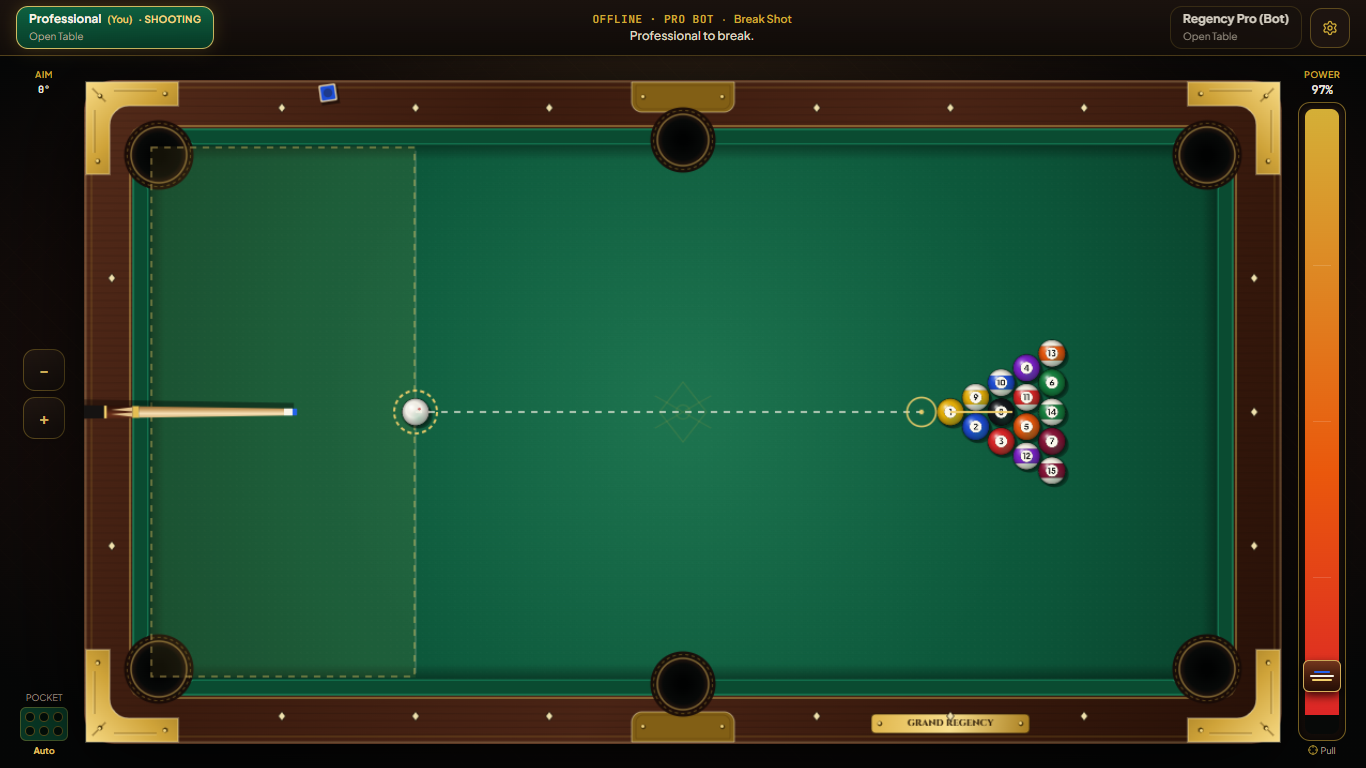 Professional (You) · SHOOTING
Open Table
OFFLINE · PRO BOT · Break Shot
Professional to break.
Regency Pro (Bot)
Open Table
AIM
0°
POWER
97%
13
4
10
6
9
11
1
14
2
5
3
7
12
15
-
+
POCKET
Auto
GRAND REGENCY
Pull